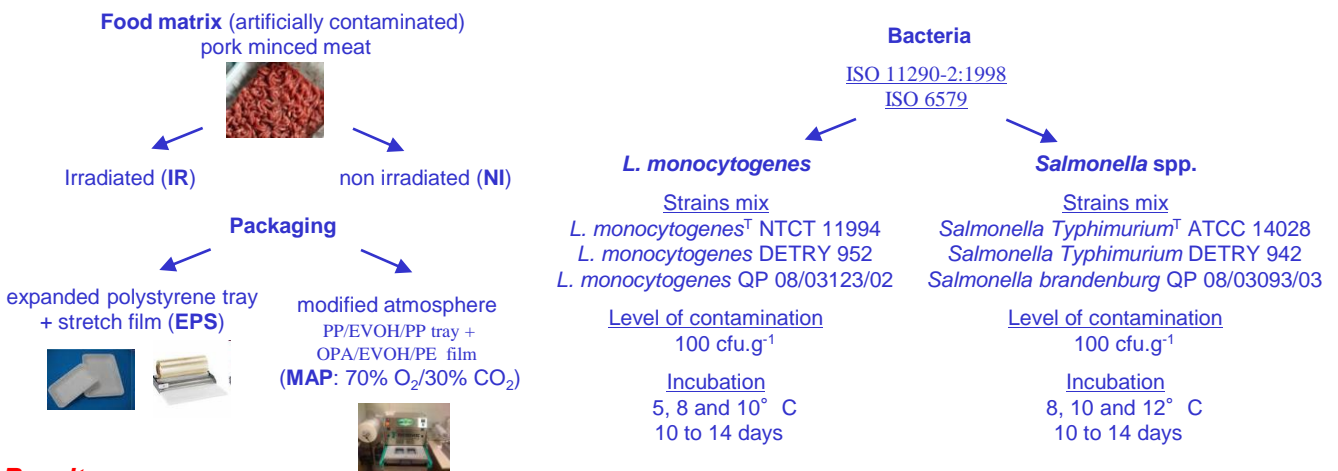 Food matrix (artificially contaminated)
pork minced meat
Irradiated (IR)
non irradiated (NI)
Packaging
expanded polystyrene tray
+ stretch film (EPS)
modified atmosphere
PP/EVOH/PP tray +
OPA/EVOH/PE film
(MAP: 70% O₂/30% CO₂)
Bacteria
ISO 11290-2:1998
ISO 6579
L. monocytogenes
Strains mix
L. monocytogenesᵀ NTCT 11994
L. monocytogenes DETRY 952
L. monocytogenes QP 08/03123/02
Level of contamination
100 cfu.g⁻¹
Incubation
5, 8 and 10° C
10 to 14 days
Salmonella spp.
Strains mix
Salmonella Typhimuriumᵀ ATCC 14028
Salmonella Typhimurium DETRY 942
Salmonella brandenburg QP 08/03093/03
Level of contamination
100 cfu.g⁻¹
Incubation
8, 10 and 12° C
10 to 14 days